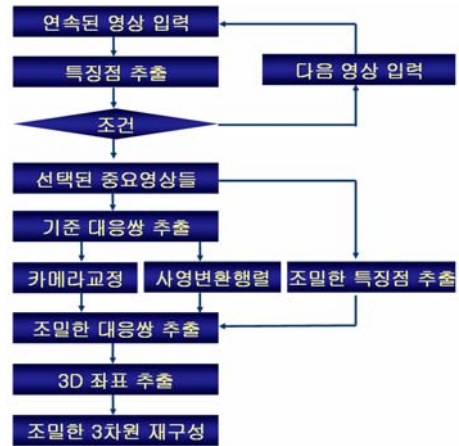 연속된 영상 입력
특징점 추출
다음 영상 입력
조건
선택된 중요영상들
기준 대응쌍 추출
카메라교정
사영변환행렬
조밀한 특징점 추출
조밀한 대응쌍 추출
3D 좌표 추출
조밀한 3차원 재구성